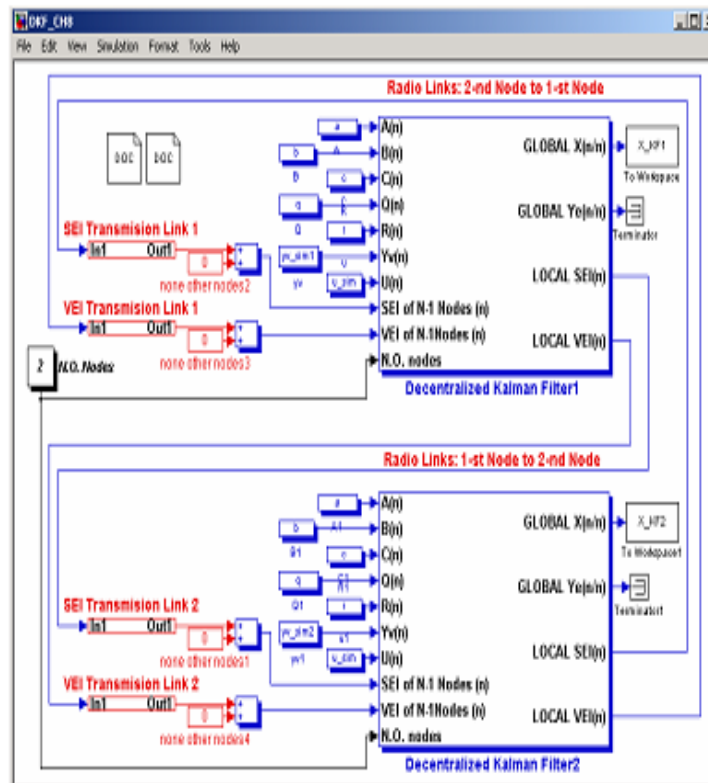 DKF_CH8
File Edit View Simulation Format Tools Help
Radio Links: 2-nd Node to 1-st Node
DOC DOC
a
A(n)
b
A
B(n)
B
c
C(n)
q
C
Q(n)
Q
R
r
R(n)
yv_sim1
Yv(n)
yv
u
u_sim
U(n)
SEI of N-1 Nodes (n)
VEI of N-1Nodes (n)
N.O. nodes
GLOBAL X(n/n)
X_KF1
To Workspace
GLOBAL Ye(n/n)
Terminator
LOCAL SEI(n)
LOCAL VEI(n)
Decentralized Kalman Filter1
SEI Transmision Link 1
In1 Out1
0
none other nodes2
VEI Transmision Link 1
In1 Out1
0
none other nodes3
2
N.O. Nodes
Radio Links: 1-st Node to 2-nd Node
a
A(n)
b
A1
B(n)
B1
c
C(n)
q
Q(n)
Q1
r
R(n)
yv_sim2
Yv(n)
yv1
u1
u_sim
U(n)
SEI of N-1 Nodes (n)
VEI of N-1Nodes (n)
N.O. nodes
GLOBAL X(n/n)
X_KF2
To Workspace1
GLOBAL Ye(n/n)
Terminator1
LOCAL SEI(n)
LOCAL VEI(n)
Decentralized Kalman Filter2
SEI Transmision Link 2
In1 Out1
0
none other nodes1
VEI Transmision Link 2
In1 Out1
0
none other nodes4